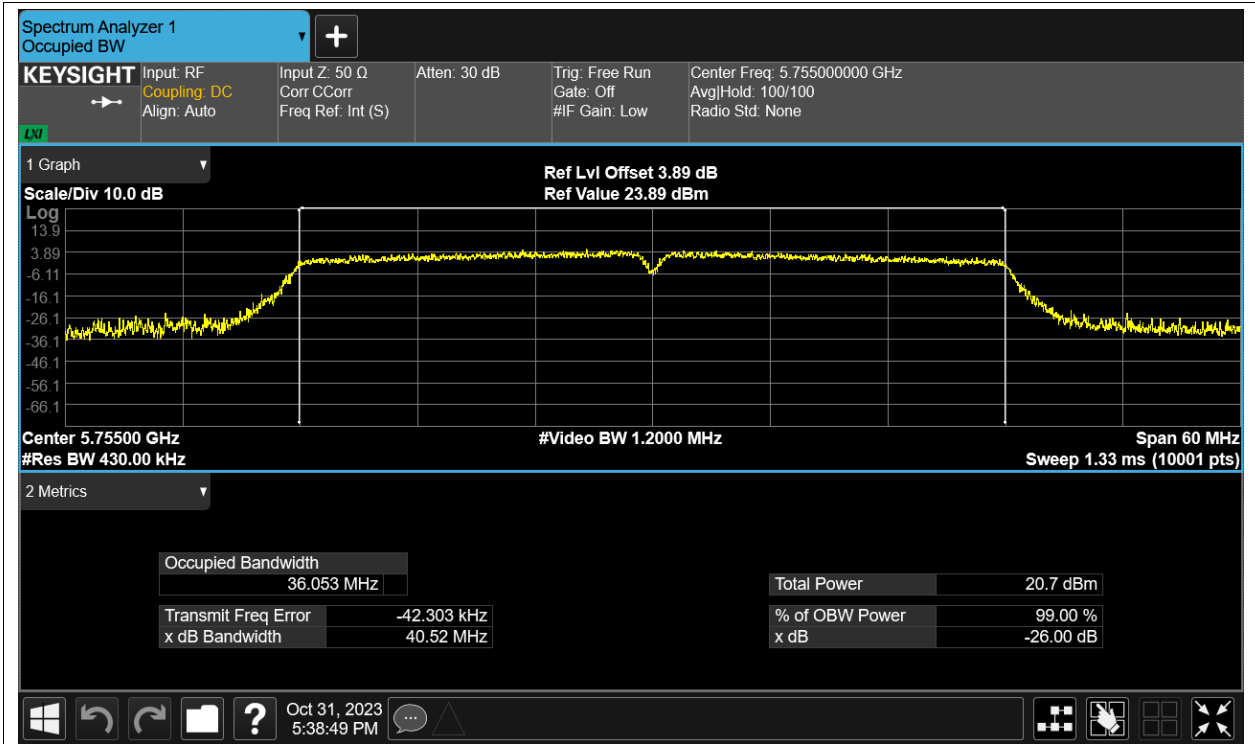 Spectrum Analyzer 1
Occupied BW
KEYSIGHT
LXI
Input: RF
Coupling: DC
Align: Auto
Input Z: 50 Ω
Corr CCorr
Freq Ref: Int (S)
Atten: 30 dB
Trig: Free Run
Gate: Off
#IF Gain: Low
Center Freq: 5.755000000 GHz
Avg|Hold: 100/100
Radio Std: None
1 Graph
Scale/Div 10.0 dB
Ref Lvl Offset 3.89 dB
Ref Value 23.89 dBm
Log
13.9
3.89
-6.11
-16.1
-26.1
-36.1
-46.1
-56.1
-66.1
Center 5.75500 GHz
#Video BW 1.2000 MHz
Span 60 MHz
#Res BW 430.00 kHz
Sweep 1.33 ms (10001 pts)
2 Metrics
Occupied Bandwidth
36.053 MHz
Total Power 20.7 dBm
Transmit Freq Error -42.303 kHz
% of OBW Power 99.00 %
x dB Bandwidth 40.52 MHz
x dB -26.00 dB
Oct 31, 2023
5:38:49 PM